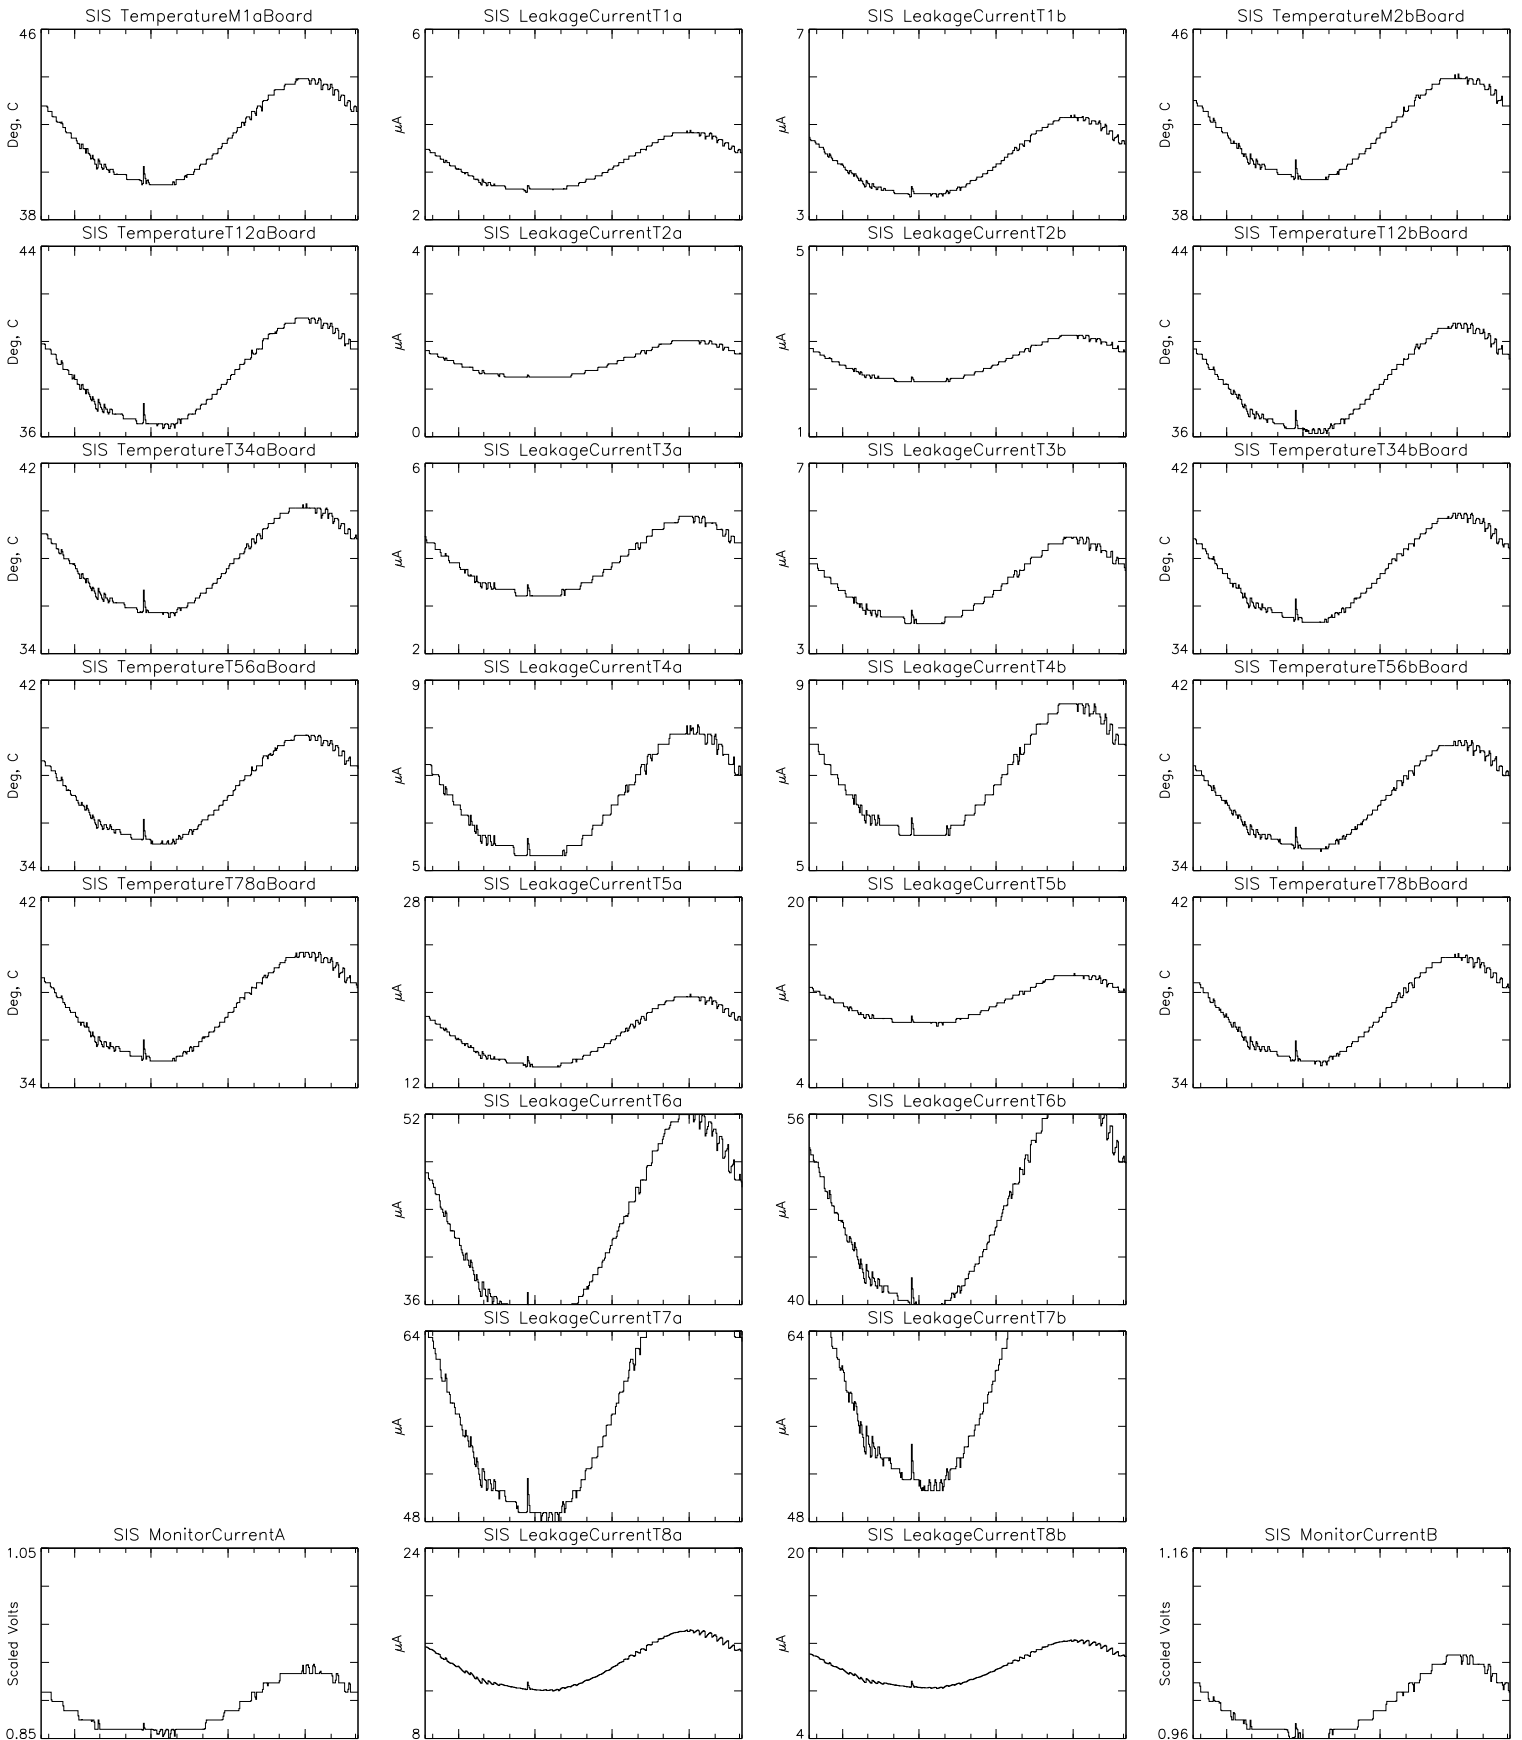 SIS TemperatureM1aBoard
46
Deg, C
38
SIS LeakageCurrentT1a
6
µA
2
SIS LeakageCurrentT1b
7
µA
3
SIS TemperatureM2bBoard
46
Deg, C
38
SIS TemperatureT12aBoard
44
Deg, C
36
SIS LeakageCurrentT2a
4
µA
0
SIS LeakageCurrentT2b
5
µA
1
SIS TemperatureT12bBoard
44
Deg, C
36
SIS TemperatureT34aBoard
42
Deg, C
34
SIS LeakageCurrentT3a
6
µA
2
SIS LeakageCurrentT3b
7
µA
3
SIS TemperatureT34bBoard
42
Deg, C
34
SIS TemperatureT56aBoard
42
Deg, C
34
SIS LeakageCurrentT4a
9
µA
5
SIS LeakageCurrentT4b
9
µA
5
SIS TemperatureT56bBoard
42
Deg, C
34
SIS TemperatureT78aBoard
42
Deg, C
34
SIS LeakageCurrentT5a
28
µA
12
SIS LeakageCurrentT5b
20
µA
4
SIS TemperatureT78bBoard
42
Deg, C
34
SIS LeakageCurrentT6a
52
µA
36
SIS LeakageCurrentT6b
56
µA
40
SIS LeakageCurrentT7a
64
µA
48
SIS LeakageCurrentT7b
64
µA
48
SIS MonitorCurrentA
1.05
Scaled Volts
0.85
SIS LeakageCurrentT8a
24
µA
8
SIS LeakageCurrentT8b
20
µA
4
SIS MonitorCurrentB
1.16
Scaled Volts
0.96